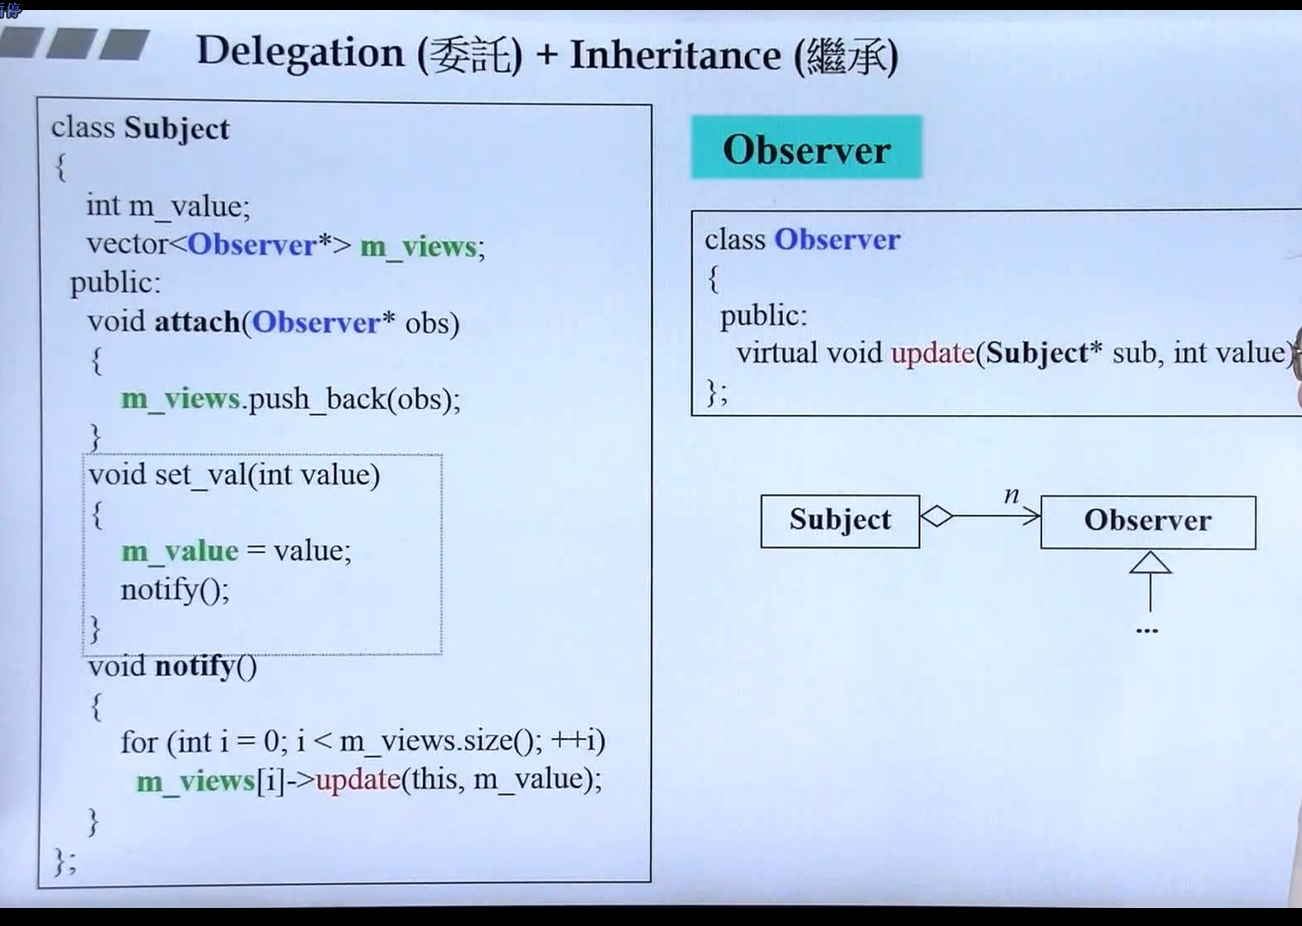 暫停
Delegation (委託) + Inheritance (繼承)
class Subject
{
int m_value;
vector<Observer*> m_views;
public:
void attach(Observer* obs)
{
m_views.push_back(obs);
}
void set_val(int value)
{
m_value = value;
notify();
}
void notify()
{
for (int i = 0; i < m_views.size(); ++i)
m_views[i]->update(this, m_value);
}
};
Observer
class Observer
{
public:
virtual void update(Subject* sub, int value)
};
Subject
n
Observer
...